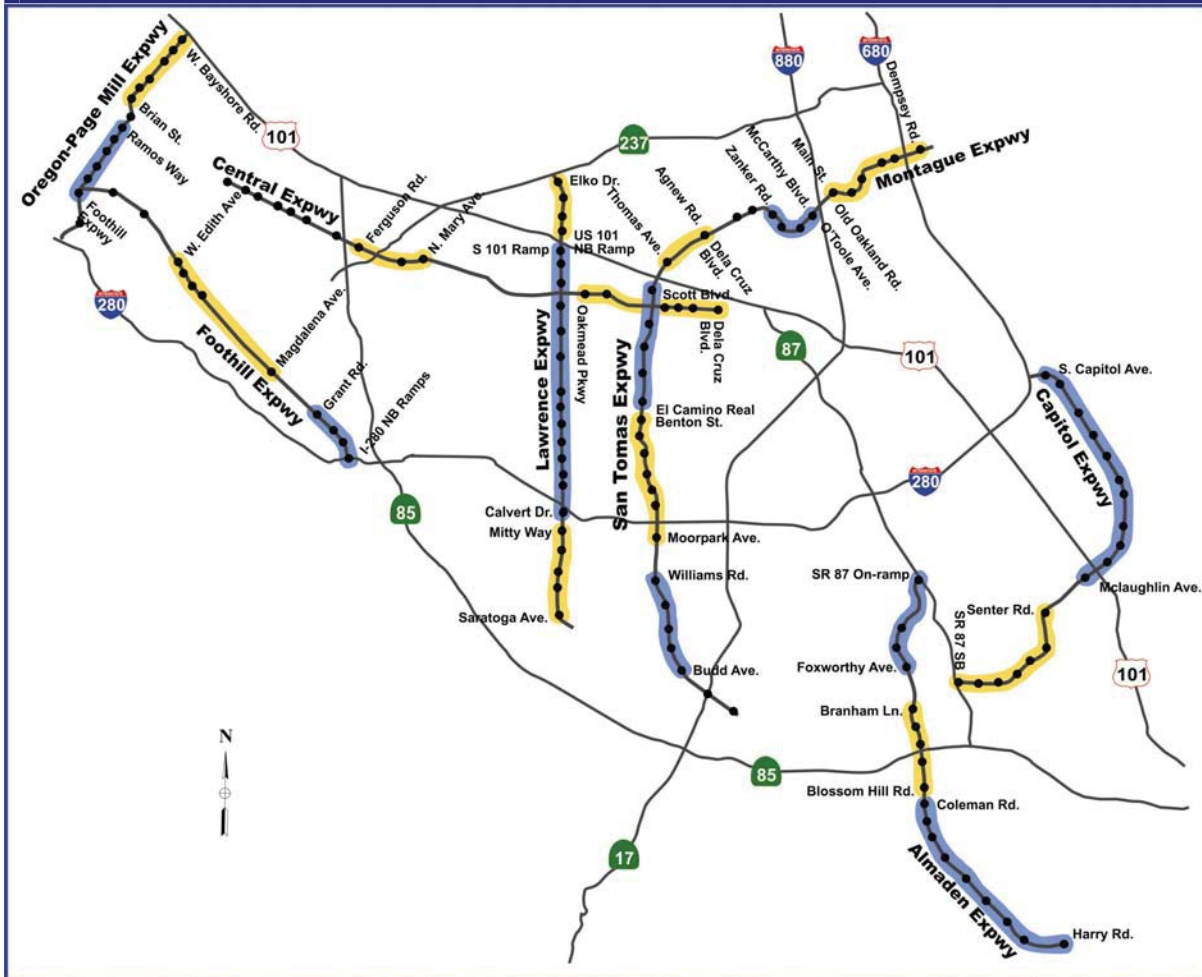 Oregon-Page Mill Expwy
W. Bayshore Rd.
101
Brian St.
Ramos Way
Foothill
Expwy
Central Expwy
W. Edith Ave.
Ferguson Rd.
N. Mary Ave.
280
Foothill Expwy
Magdalena Ave.
Grant Rd.
I-280 NB Ramps
85
Elko Dr.
US 101
NB Ramp
S 101 Ramp
Lawrence Expwy
Oakmead Pkwy
Calvert Dr.
Mitty Way
Saratoga Ave.
237
INTERSTATE
880
INTERSTATE
680
Dempsey Rd.
Main St.
McCarthy Blvd.
Zanker Rd.
Agnew Rd.
Thomas Ave.
Montague Expwy
Old Oakland Rd.
O'Toole Ave.
Dela Cruz
Blvd.
Scott Blvd.
Dela Cruz
Blvd.
San Tomas Expwy
El Camino Real
Benton St.
Moorpark Ave.
Williams Rd.
Budd Ave.
87
101
S. Capitol Ave.
Capitol Expwy
280
Mclaughlin Ave.
Senter Rd.
SR 87 SB
SR 87 On-ramp
Foxworthy Ave.
Branham Ln.
101
85
Blossom Hill Rd.
Coleman Rd.
Almaden Expwy
Harry Rd.
17
N